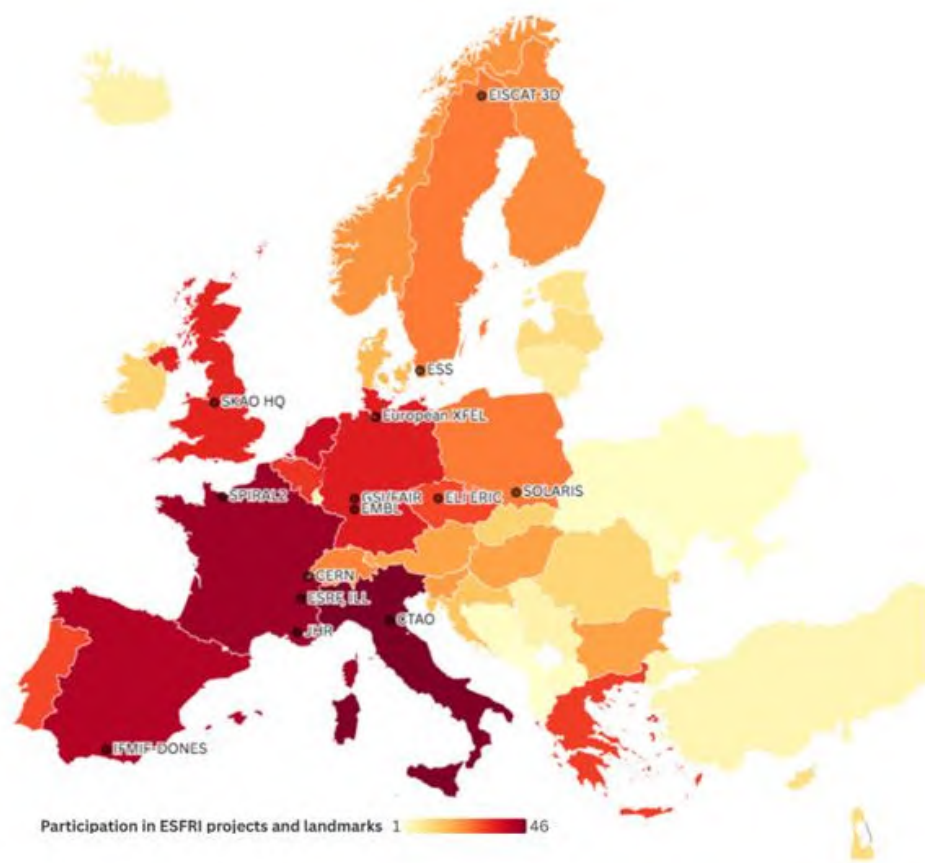 EISCAT 3D
ESS
SKAO HQ
European XFEL
SPIRAL2
GSI/FAIR
ELI ERIC
SOLARIS
EMBL
CERN
ESRF, ILL
CTAO
JHR
IFMIF-DONES
Participation in ESFRI projects and landmarks 1 46